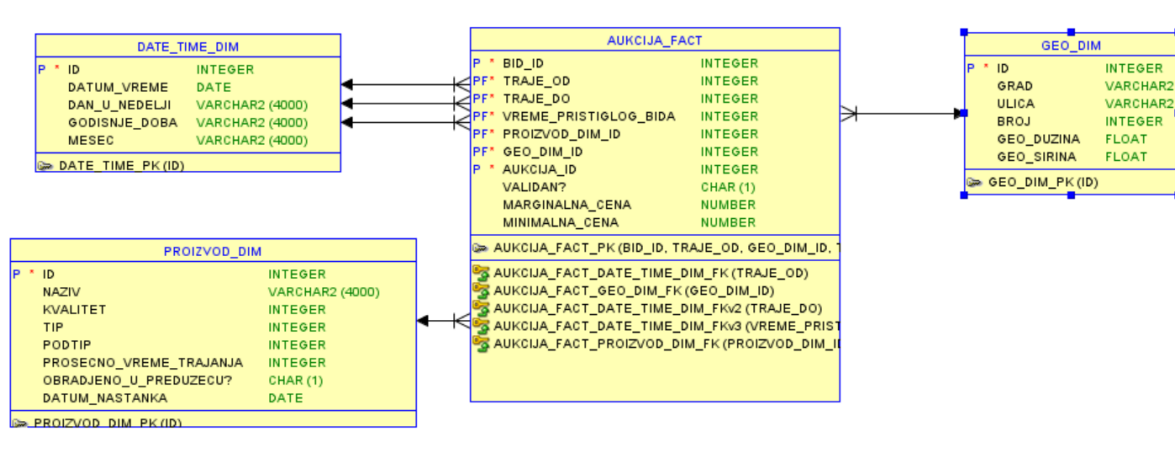 DATE_TIME_DIM
P * ID INTEGER
DATUM_VREME DATE
DAN_U_NEDELJI VARCHAR2 (4000)
GODISNJE_DOBA VARCHAR2 (4000)
MESEC VARCHAR2 (4000)
DATE_TIME_PK (ID)
AUKCIJA_FACT
P * BID_ID INTEGER
PF* TRAJE_OD INTEGER
PF* TRAJE_DO INTEGER
PF* VREME_PRISTIGLOG_BIDA INTEGER
PF* PROIZVOD_DIM_ID INTEGER
PF* GEO_DIM_ID INTEGER
P * AUKCIJA_ID INTEGER
VALIDAN? CHAR (1)
MARGINALNA_CENA NUMBER
MINIMALNA_CENA NUMBER
AUKCIJA_FACT_PK (BID_ID, TRAJE_OD, GEO_DIM_ID,
AUKCIJA_FACT_DATE_TIME_DIM_FK (TRAJE_OD)
AUKCIJA_FACT_GEO_DIM_FK (GEO_DIM_ID)
AUKCIJA_FACT_DATE_TIME_DIM_FKv2 (TRAJE_DO)
AUKCIJA_FACT_DATE_TIME_DIM_FKv3 (VREME_PRIST
AUKCIJA_FACT_PROIZVOD_DIM_FK (PROIZVOD_DIM_I
GEO_DIM
P * ID INTEGER
GRAD VARCHAR2
ULICA VARCHAR2
BROJ INTEGER
GEO_DUZINA FLOAT
GEO_SIRINA FLOAT
GEO_DIM_PK (ID)
PROIZVOD_DIM
P * ID INTEGER
NAZIV VARCHAR2 (4000)
KVALITET INTEGER
TIP INTEGER
PODTIP INTEGER
PROSECNO_VREME_TRAJANJA INTEGER
OBRADJENO_U_PREDUZECU? CHAR (1)
DATUM_NASTANKA DATE
PROIZVOD_DIM_PK (ID)